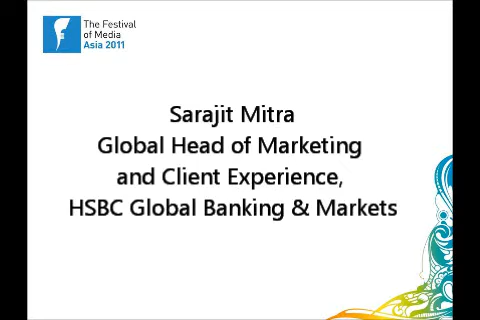 The Festival
of Media
Asia 2011
Sarajit Mitra
Global Head of Marketing
and Client Experience,
HSBC Global Banking & Markets